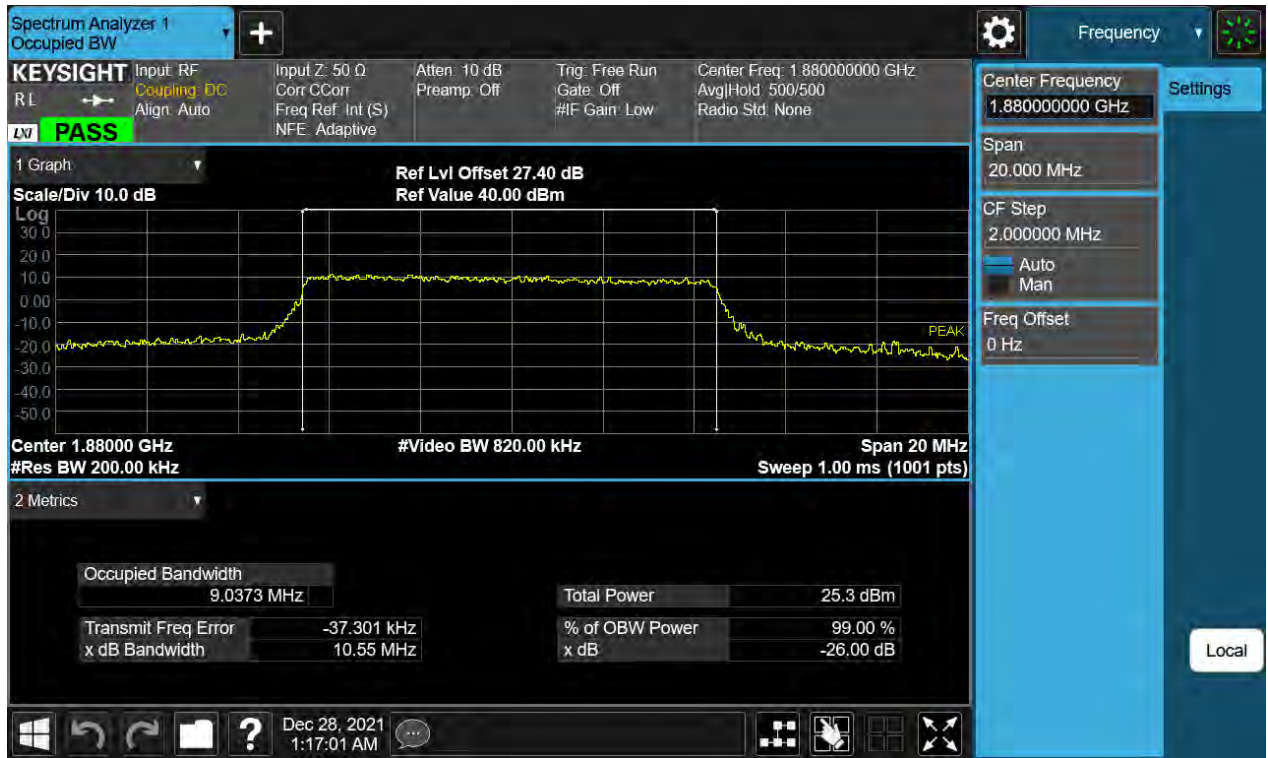 Spectrum Analyzer 1
Occupied BW
+
Frequency
KEYSIGHT
RL
LXI PASS
Input: RF
Coupling: DC
Align: Auto
Input Z: 50 Ω
Corr CCorr
Freq Ref: Int (S)
NFE: Adaptive
Atten: 10 dB
Preamp: Off
Trig: Free Run
Gate: Off
#IF Gain: Low
Center Freq: 1.880000000 GHz
Avg|Hold: 500/500
Radio Std: None
1 Graph
Scale/Div 10.0 dB
Ref Lvl Offset 27.40 dB
Ref Value 40.00 dBm
Log
30.0
20.0
10.0
0.00
-10.0
-20.0
-30.0
-40.0
-50.0
PEAK
Center 1.88000 GHz
#Video BW 820.00 kHz
Span 20 MHz
#Res BW 200.00 kHz
Sweep 1.00 ms (1001 pts)
2 Metrics
Occupied Bandwidth
9.0373 MHz
Transmit Freq Error -37.301 kHz
x dB Bandwidth 10.55 MHz
Total Power 25.3 dBm
% of OBW Power 99.00 %
x dB -26.00 dB
Center Frequency
1.880000000 GHz
Span
20.000 MHz
CF Step
2.000000 MHz
Auto
Man
Freq Offset
0 Hz
Settings
Local
?
Dec 28, 2021
1:17:01 AM